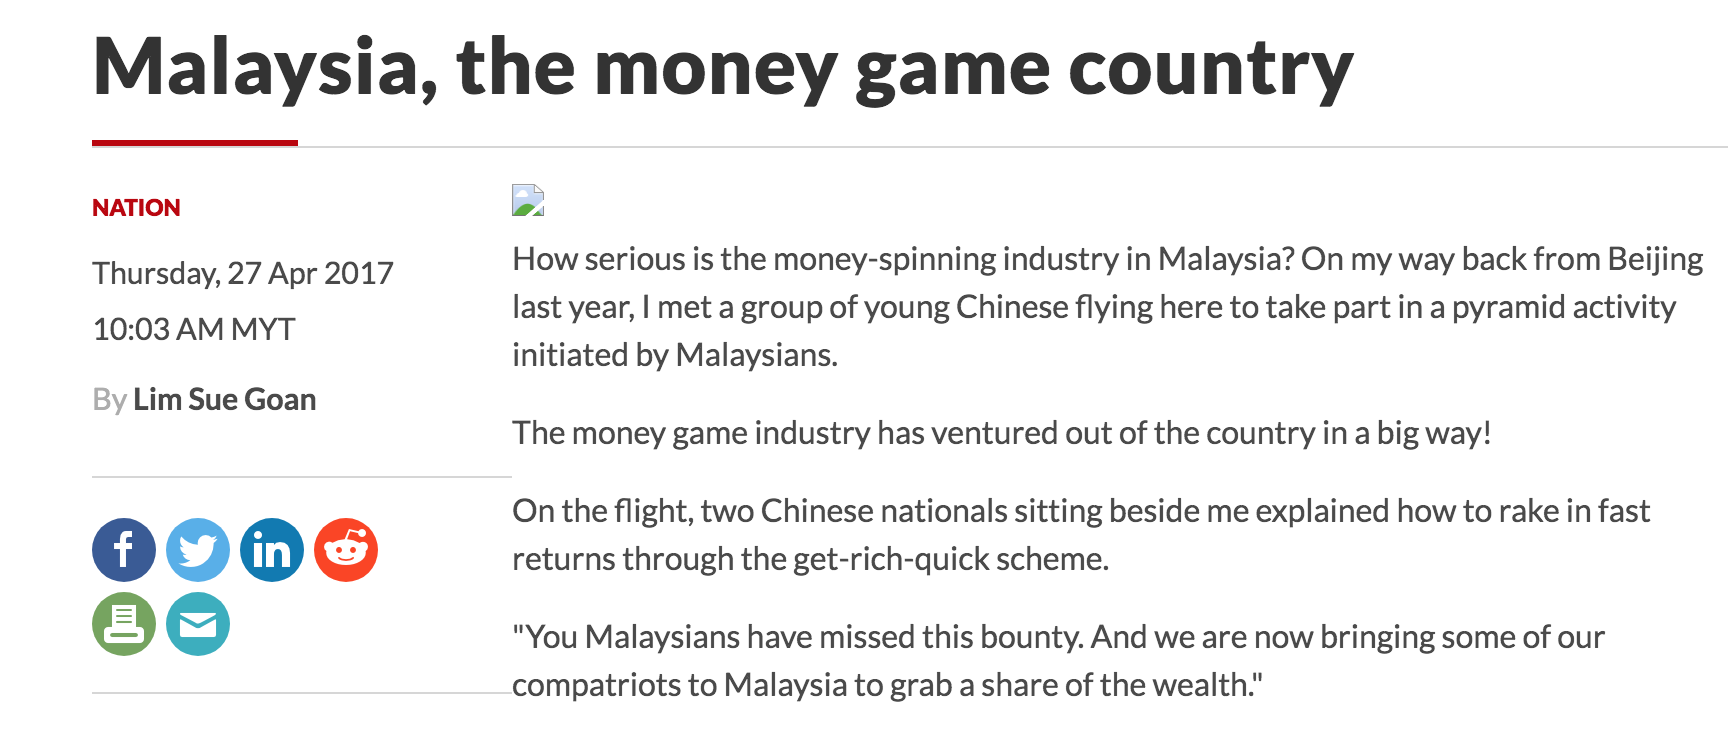 Malaysia, the money game country
NATION
Thursday, 27 Apr 2017
10:03 AM MYT
By Lim Sue Goan
How serious is the money-spinning industry in Malaysia? On my way back from Beijing
last year, I met a group of young Chinese flying here to take part in a pyramid activity
initiated by Malaysians.
The money game industry has ventured out of the country in a big way!
On the flight, two Chinese nationals sitting beside me explained how to rake in fast
returns through the get-rich-quick scheme.
"You Malaysians have missed this bounty. And we are now bringing some of our
compatriots to Malaysia to grab a share of the wealth."